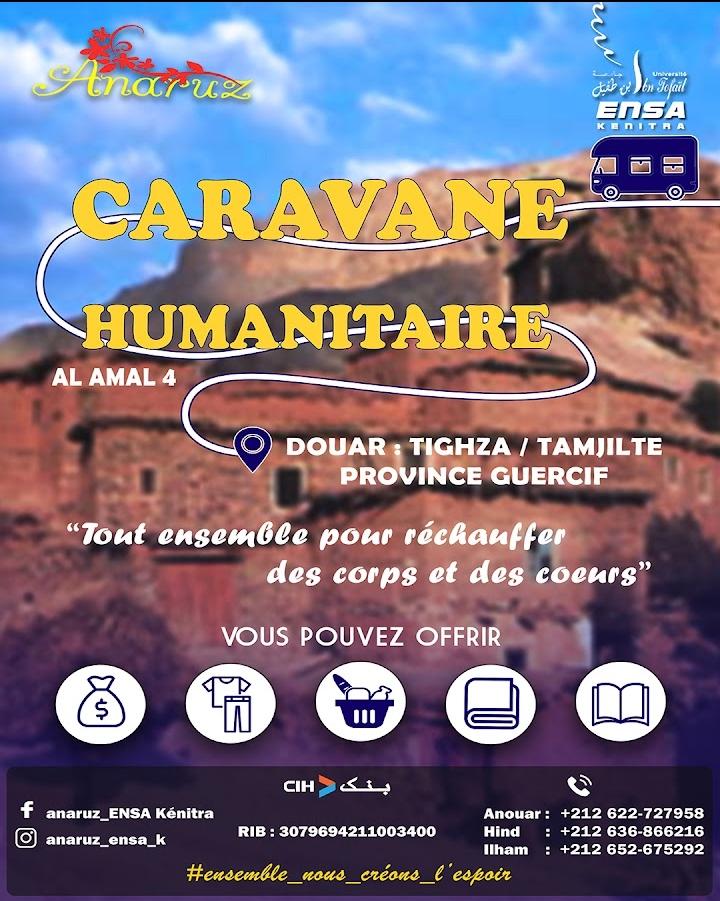 Anaruz
Université
جامعة
ابن طفيل Ibn Tofail
ENSA
KENITRA
CARAVANE
HUMANITAIRE
AL AMAL 4
DOUAR : TIGHZA / TAMJILTE
PROVINCE GUERCIF
“Tout ensemble pour réchauffer
des corps et des coeurs”
VOUS POUVEZ OFFRIR
$
CIH بنك
anaruz_ENSA Kénitra
anaruz_ensa_k
RIB : 3079694211003400
Anouar : +212 622-727958
Hind : +212 636-866216
Ilham : +212 652-675292
#ensemble_nous_créons_l'espoir